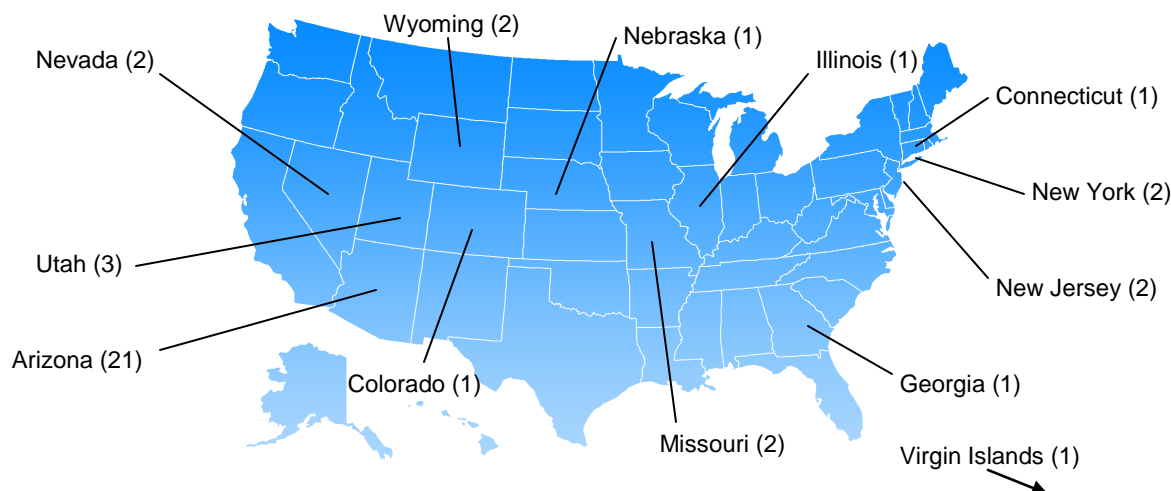 Wyoming (2)
Nebraska (1)
Nevada (2)
Illinois (1)
Connecticut (1)
New York (2)
Utah (3)
New Jersey (2)
Arizona (21)
Colorado (1)
Georgia (1)
Missouri (2)
Virgin Islands (1)